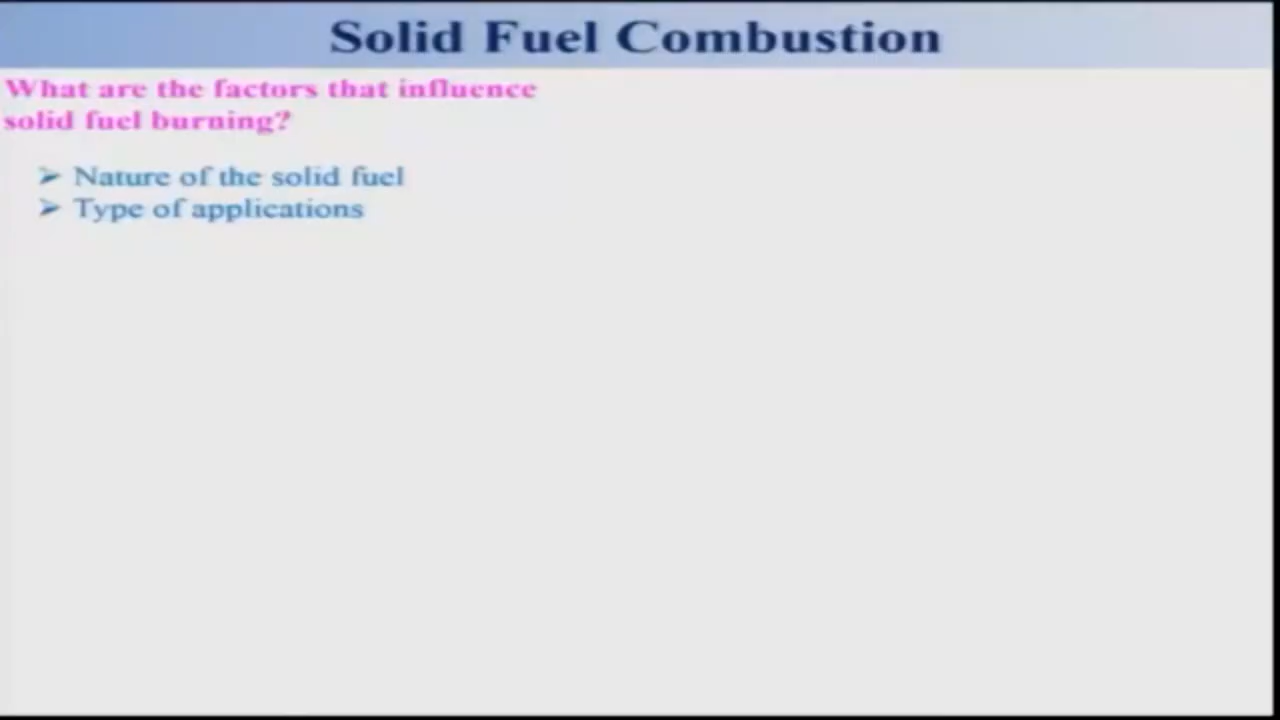 Solid Fuel Combustion
What are the factors that influence
solid fuel burning?
➤ Nature of the solid fuel
➤ Type of applications